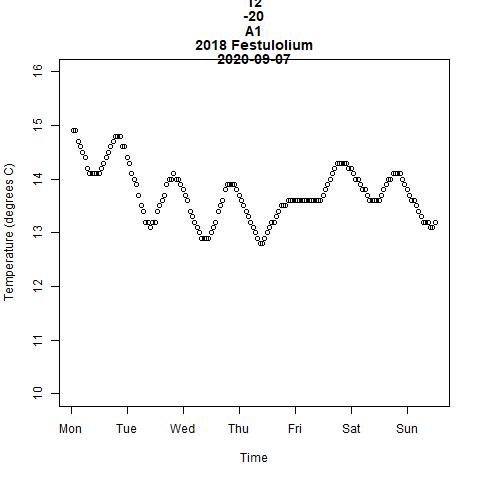 -20
A1
2018 Festulolium
2020-09-07
Temperature (degrees C)
16
15
14
13
12
11
10
Mon Tue Wed Thu Fri Sat Sun
Time